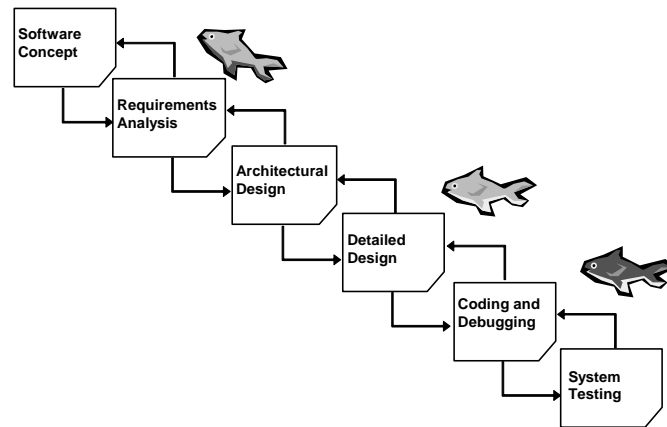 Software
Concept
Requirements
Analysis
Architectural
Design
Detailed
Design
Coding and
Debugging
System
Testing